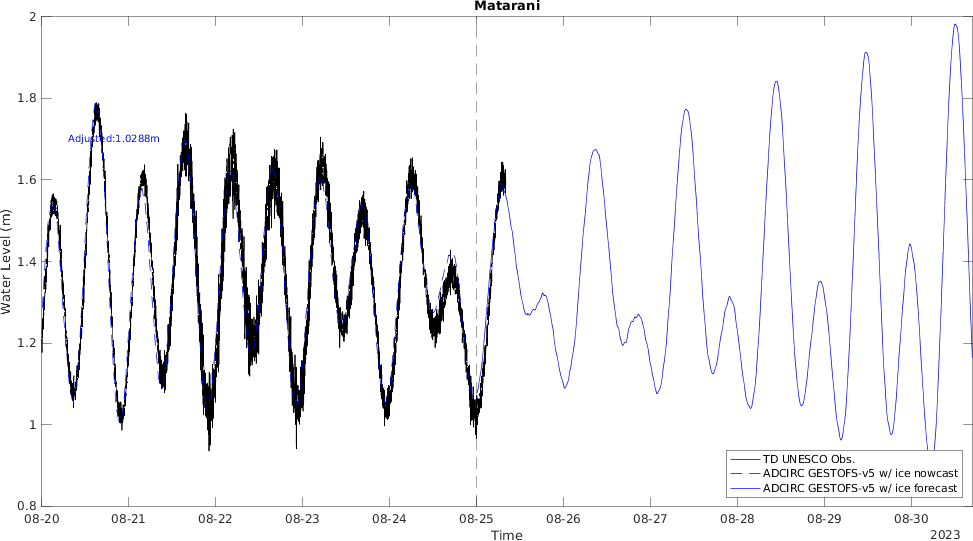 Matarani
2
1.8
1.6
1.4
1.2
1
0.8
Water Level (m)
Adjusted:1.0288m
TD UNESCO Obs.
ADCIRC GESTOFS-v5 w/ ice nowcast
ADCIRC GESTOFS-v5 w/ ice forecast
08-20 08-21 08-22 08-23 08-24 08-25 08-26 08-27 08-28 08-29 08-30
2023
Time